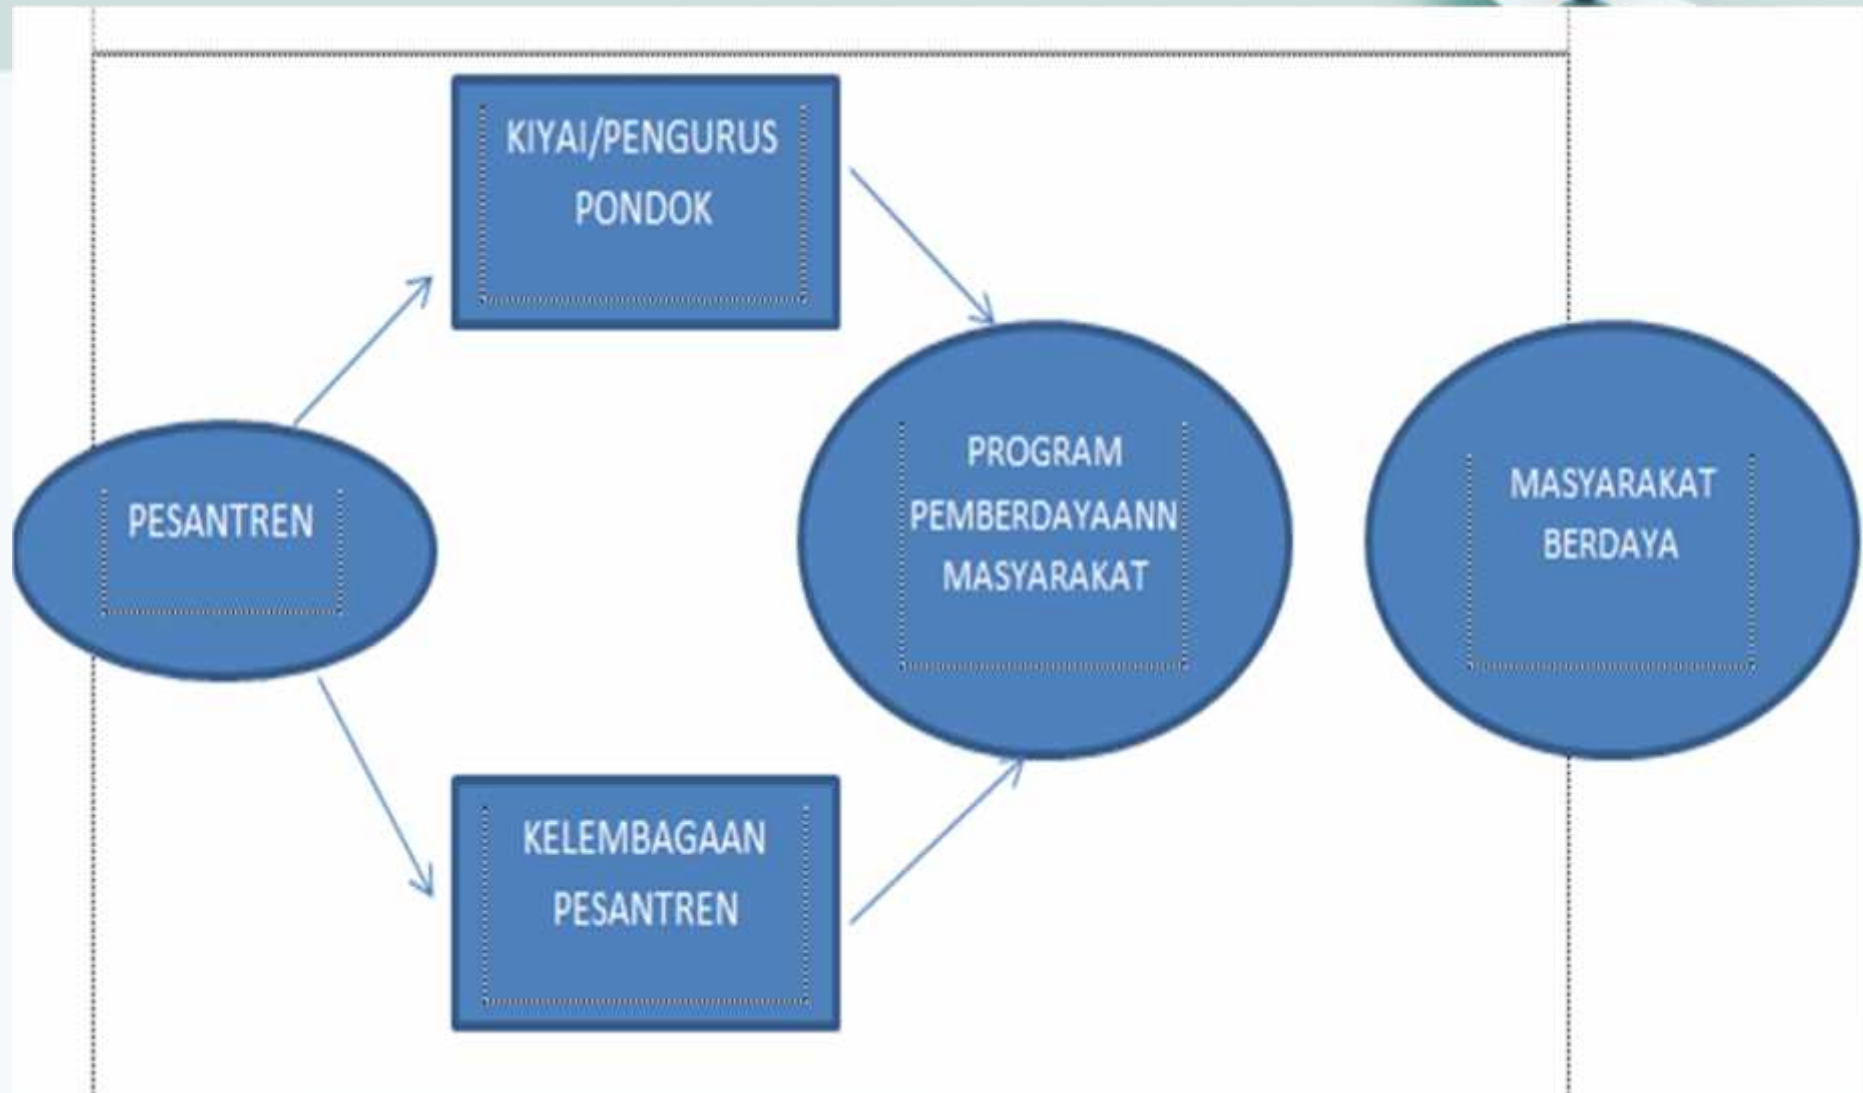 KIYAI/PENGURUS
PONDOK
PESANTREN
PROGRAM
PEMBERDAYAANN
MASYARAKAT
MASYARAKAT
BERDAYA
KELEMBAGAAN
PESANTREN